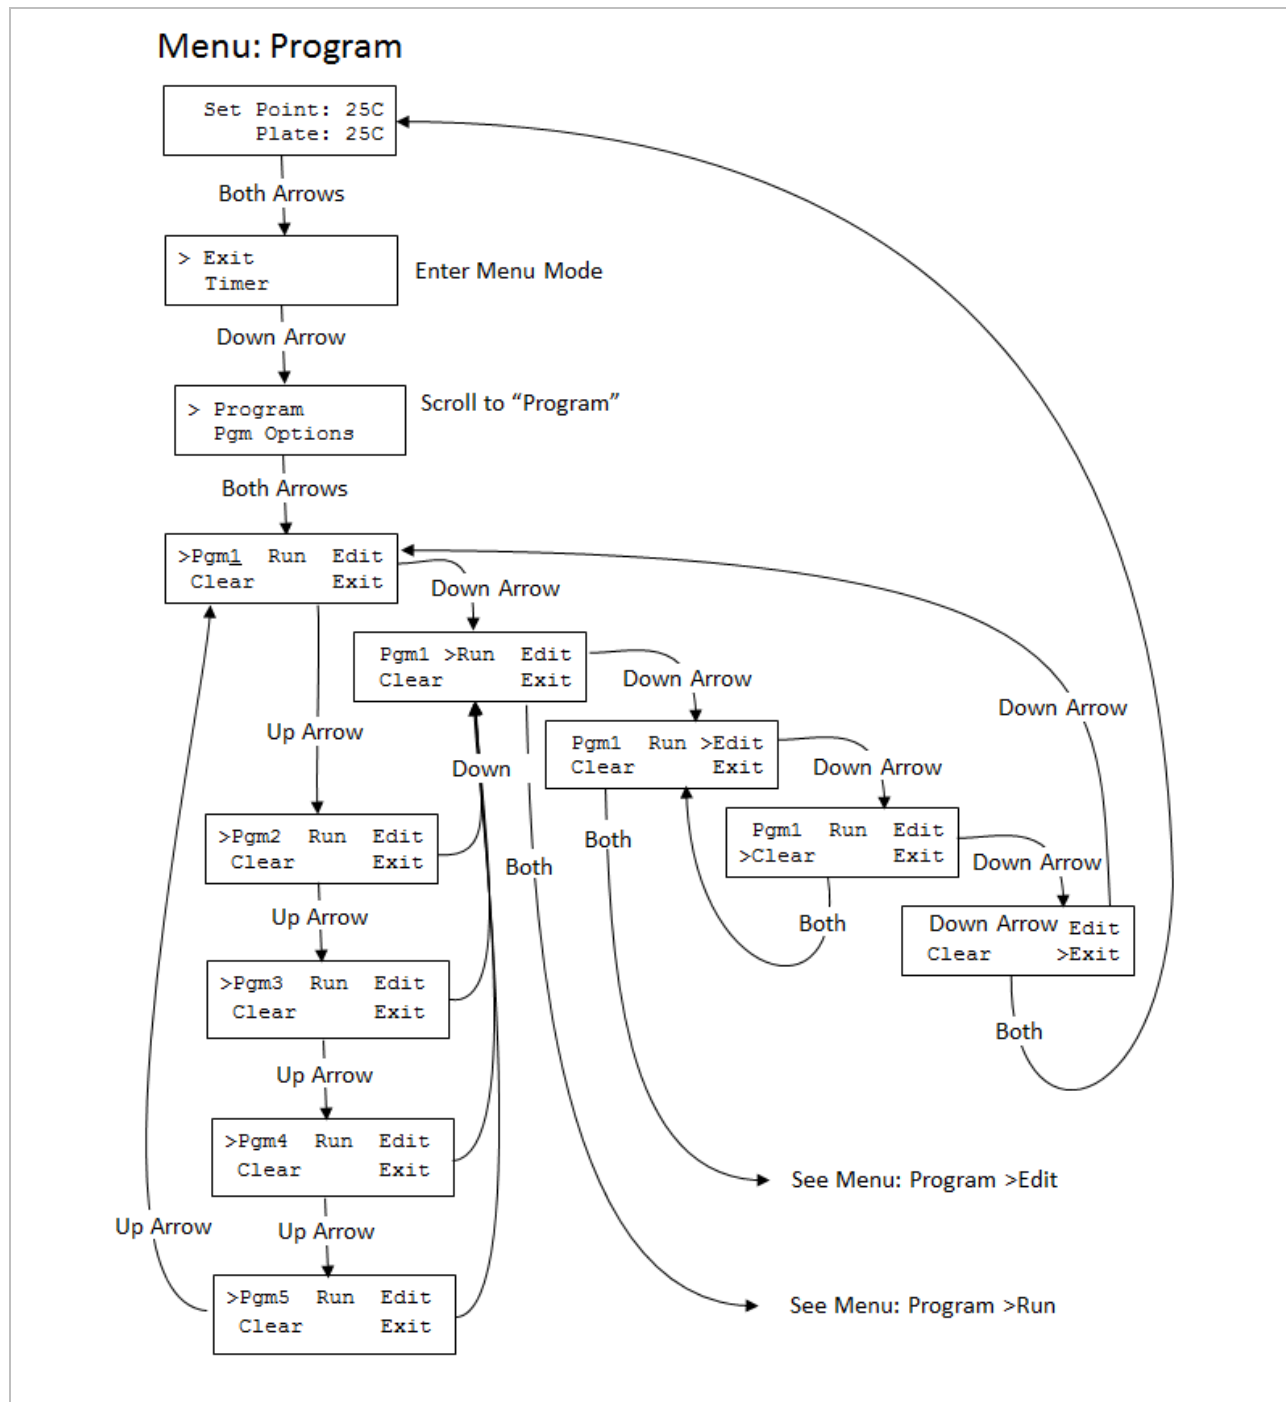 Menu: Program
Set Point: 25C
Plate: 25C
Both Arrows
> Exit
Timer
Enter Menu Mode
Down Arrow
> Program
Pgm Options
Scroll to “Program”
Both Arrows
>Pgm1 Run Edit
Clear Exit
Down Arrow
Pgm1 >Run Edit
Clear Exit
Down Arrow
Down Arrow
Up Arrow
Pgm1 Run >Edit
Clear Exit
Down
Down Arrow
>Pgm2 Run Edit
Clear Exit
Both
Both
Pgm1 Run Edit
>Clear Exit
Down Arrow
Up Arrow
Both
Down Arrow Edit
Clear >Exit
>Pgm3 Run Edit
Clear Exit
Both
Up Arrow
>Pgm4 Run Edit
Clear Exit
See Menu: Program >Edit
Up Arrow
Up Arrow
>Pgm5 Run Edit
Clear Exit
See Menu: Program >Run